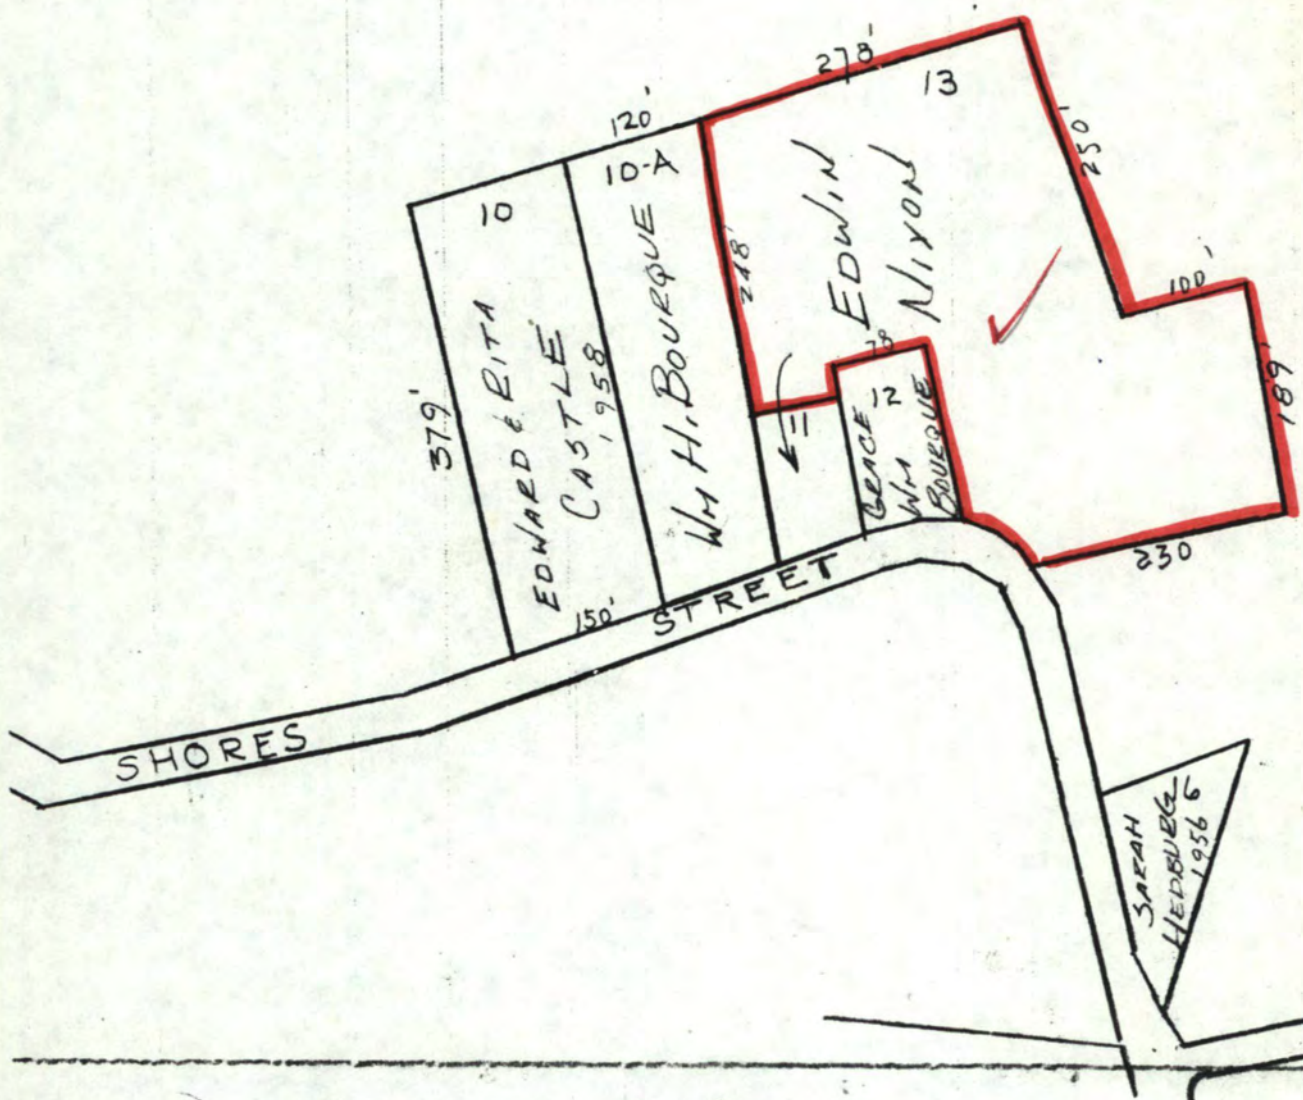 278'
13
120'
10-A
10
250'
EDWIN
NIXON
248'
100'
78
12
11
189'
379'
EDWARD & RITA
CASTLE
1958
WM H. BOURQUE
GRACE
WM
BOURQUE
230
150'
STREET
SHORES
SARAH
HEDBURG
1956 6